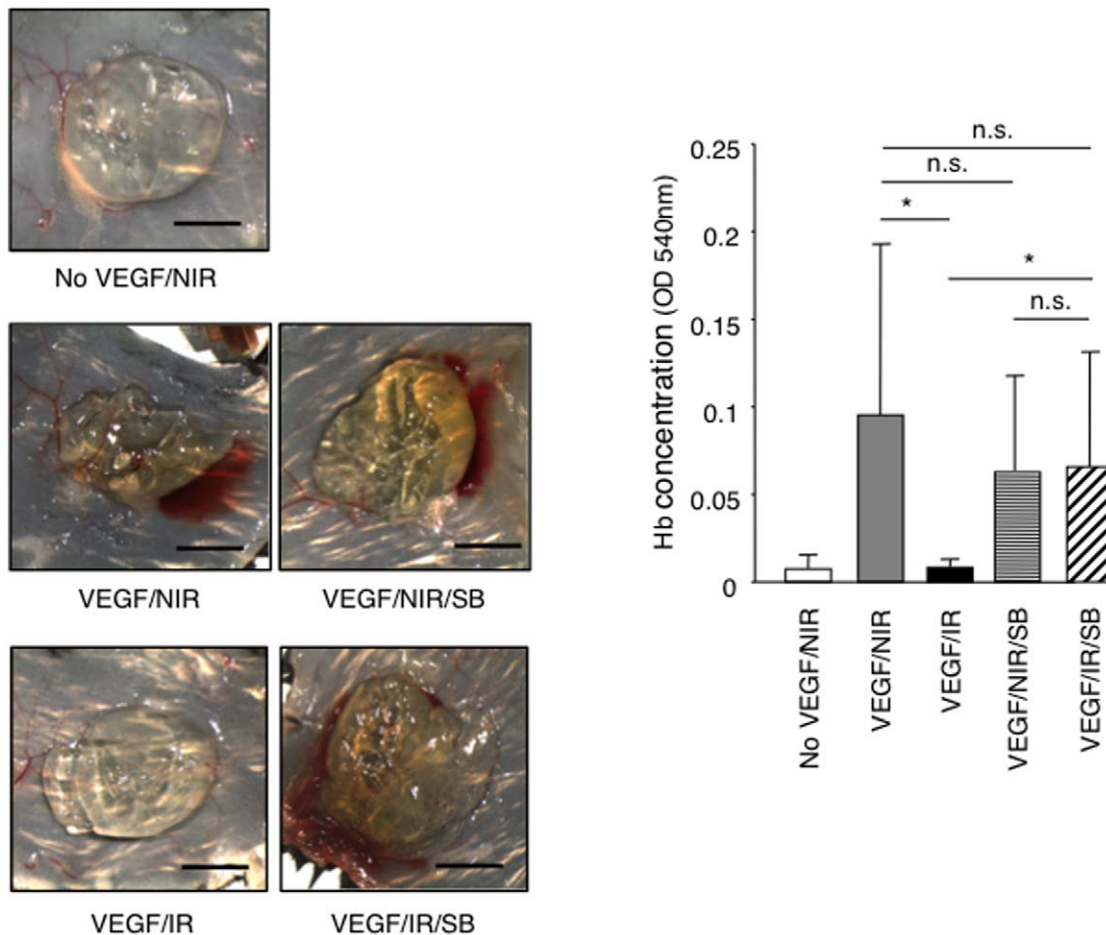 No VEGF/NIR
VEGF/NIR
VEGF/NIR/SB
VEGF/IR
VEGF/IR/SB
Hb concentration (OD 540nm)
0.25
0.2
0.15
0.1
0.05
0
n.s.
n.s.
*
*
n.s.
No VEGF/NIR
VEGF/NIR
VEGF/IR
VEGF/NIR/SB
VEGF/IR/SB